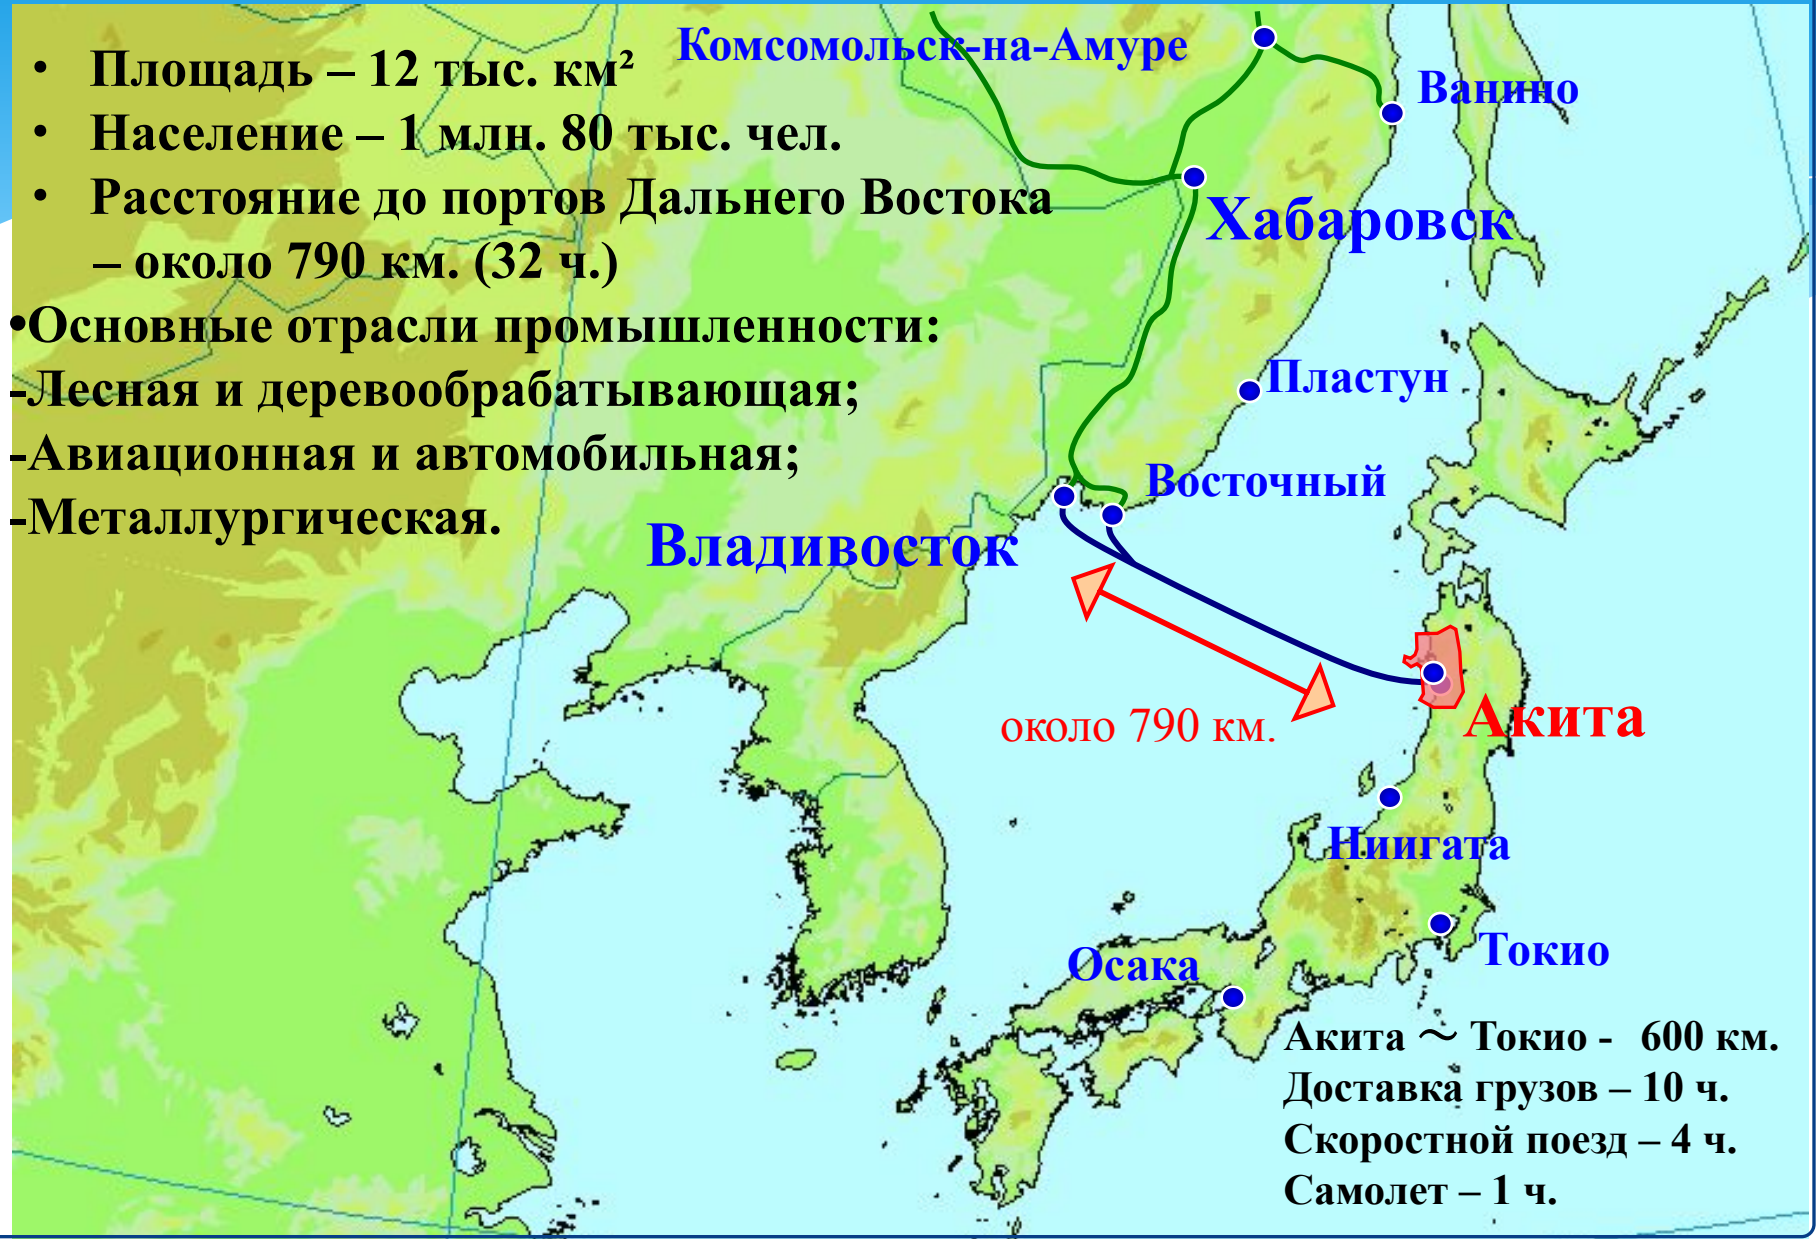 • Площадь – 12 тыс. км²
• Население – 1 млн. 80 тыс. чел.
• Расстояние до портов Дальнего Востока
– около 790 км. (32 ч.)
•Основные отрасли промышленности:
-Лесная и деревообрабатывающая;
-Авиационная и автомобильная;
-Металлургическая.
Комсомольск-на-Амуре
Ванино
Хабаровск
Пластун
Восточный
Владивосток
около 790 км.
Акита
Ниигата
Токио
Осака
Акита ～ Токио - 600 км.
Доставка грузов – 10 ч.
Скоростной поезд – 4 ч.
Самолет – 1 ч.